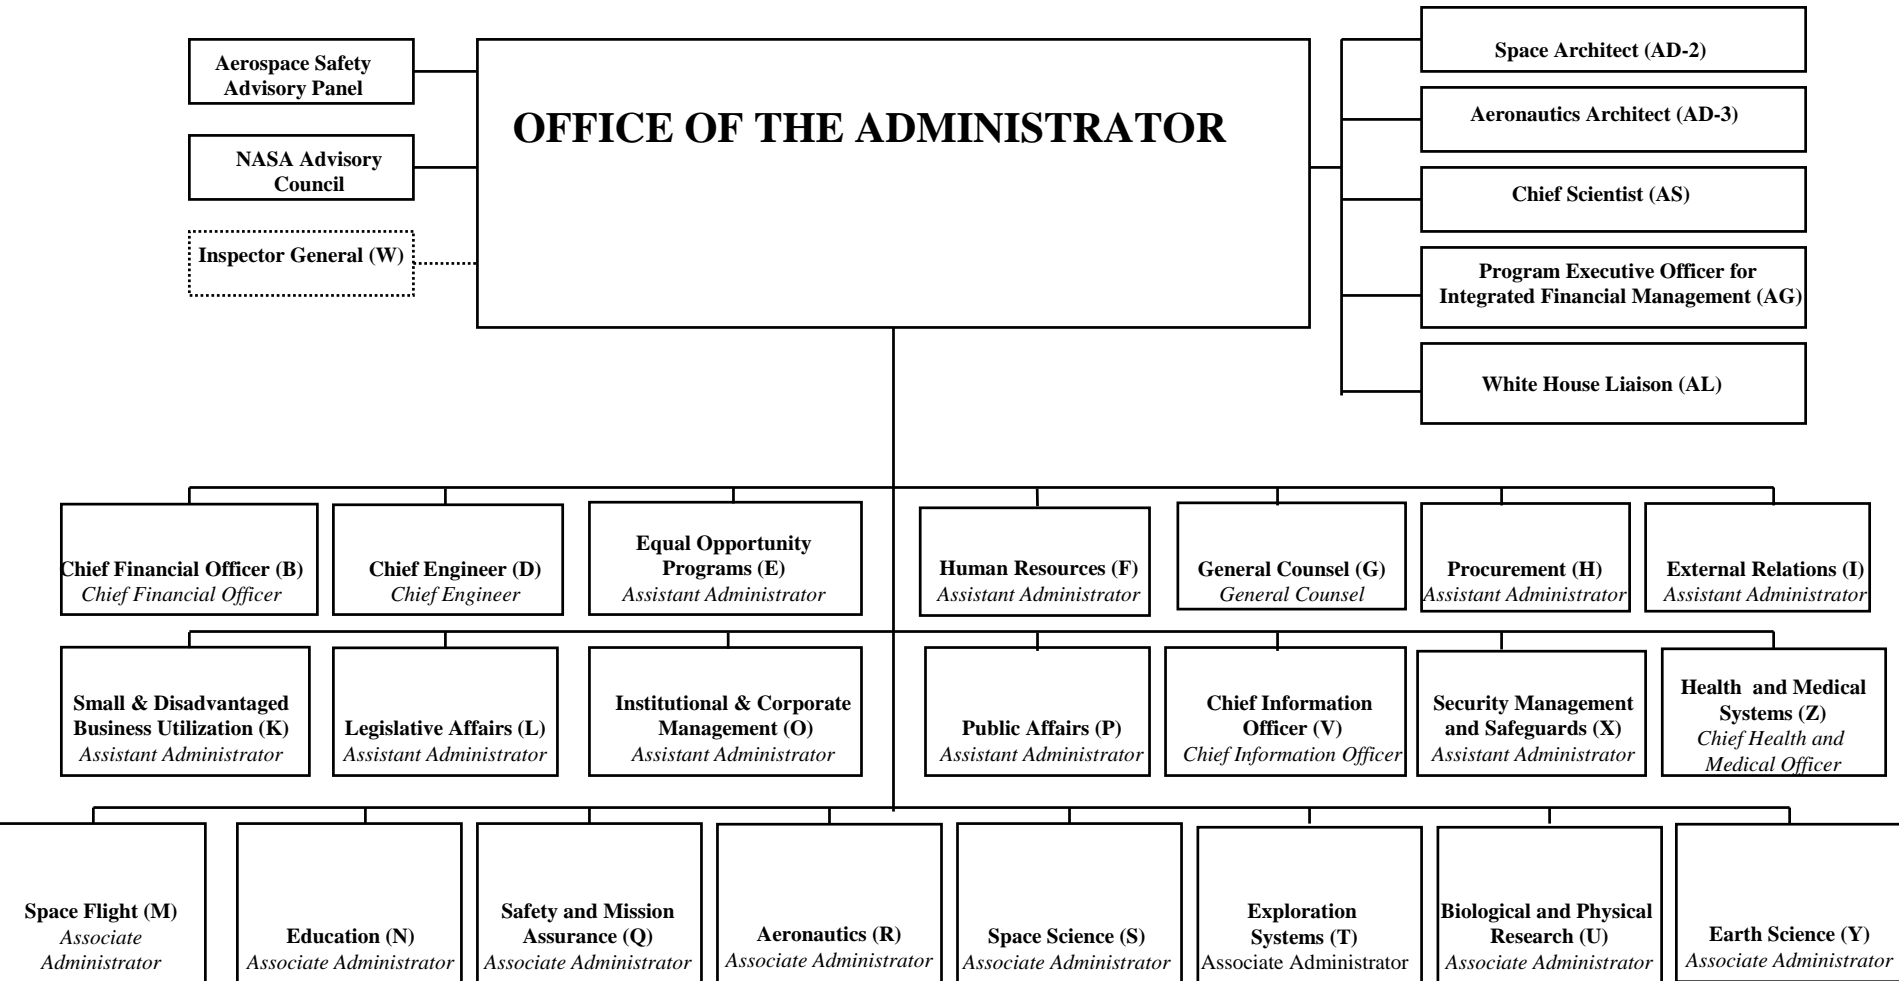 Aerospace Safety
Advisory Panel
NASA Advisory
Council
Inspector General (W)
OFFICE OF THE ADMINISTRATOR
Space Architect (AD-2)
Aeronautics Architect (AD-3)
Chief Scientist (AS)
Program Executive Officer for
Integrated Financial Management (AG)
White House Liaison (AL)
Chief Financial Officer (B)
Chief Financial Officer
Chief Engineer (D)
Chief Engineer
Equal Opportunity
Programs (E)
Assistant Administrator
Human Resources (F)
Assistant Administrator
General Counsel (G)
General Counsel
Procurement (H)
Assistant Administrator
External Relations (I)
Assistant Administrator
Small & Disadvantaged
Business Utilization (K)
Assistant Administrator
Legislative Affairs (L)
Assistant Administrator
Institutional & Corporate
Management (O)
Assistant Administrator
Public Affairs (P)
Assistant Administrator
Chief Information
Officer (V)
Chief Information Officer
Security Management
and Safeguards (X)
Assistant Administrator
Health and Medical
Systems (Z)
Chief Health and
Medical Officer
Space Flight (M)
Associate
Administrator
Education (N)
Associate Administrator
Safety and Mission
Assurance (Q)
Associate Administrator
Aeronautics (R)
Associate Administrator
Space Science (S)
Associate Administrator
Exploration
Systems (T)
Associate Administrator
Biological and Physical
Research (U)
Associate Administrator
Earth Science (Y)
Associate Administrator